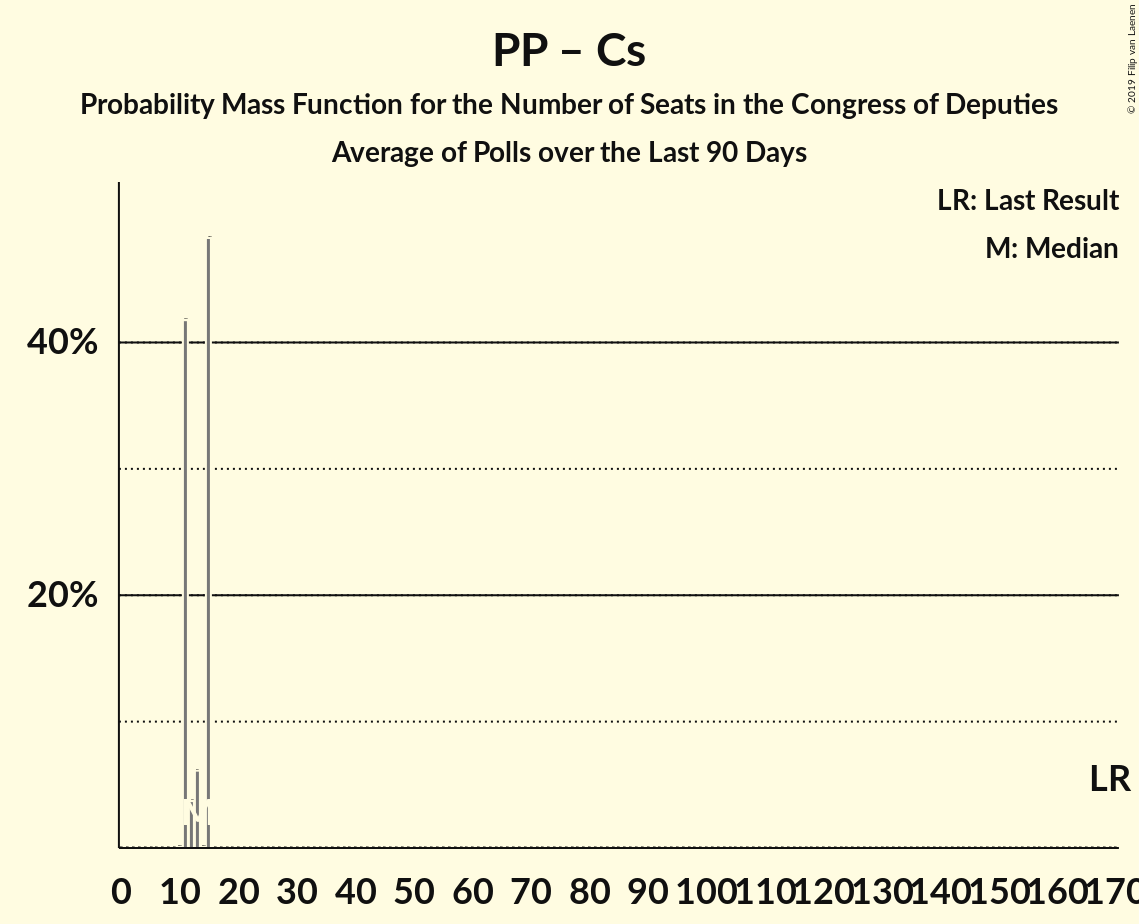 PP – Cs
Probability Mass Function for the Number of Seats in the Congress of Deputies
Average of Polls over the Last 90 Days
© 2019 Filip van Laenen
LR: Last Result
M: Median
40%
20%
LR
M
0 10 20 30 40 50 60 70 80 90 100 110 120 130 140 150 160 170